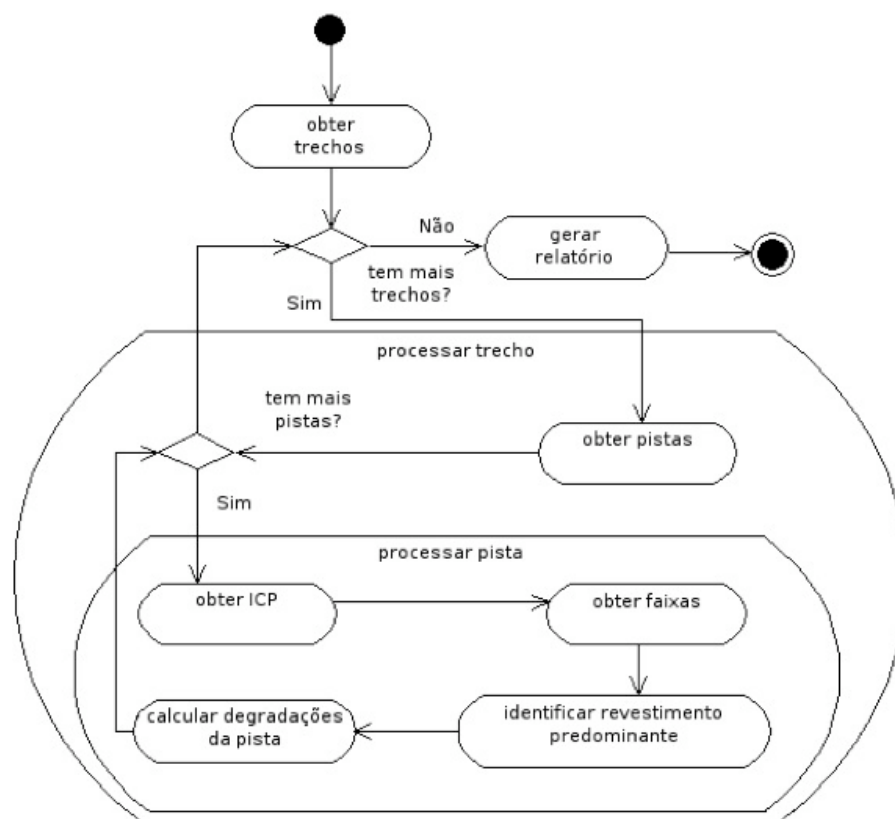 obter
trechos
Não
gerar
relatório
tem mais
trechos?
Sim
processar trecho
tem mais
pistas?
obter pistas
Sim
processar pista
obter ICP
obter faixas
calcular degradações
da pista
identificar revestimento
predominante